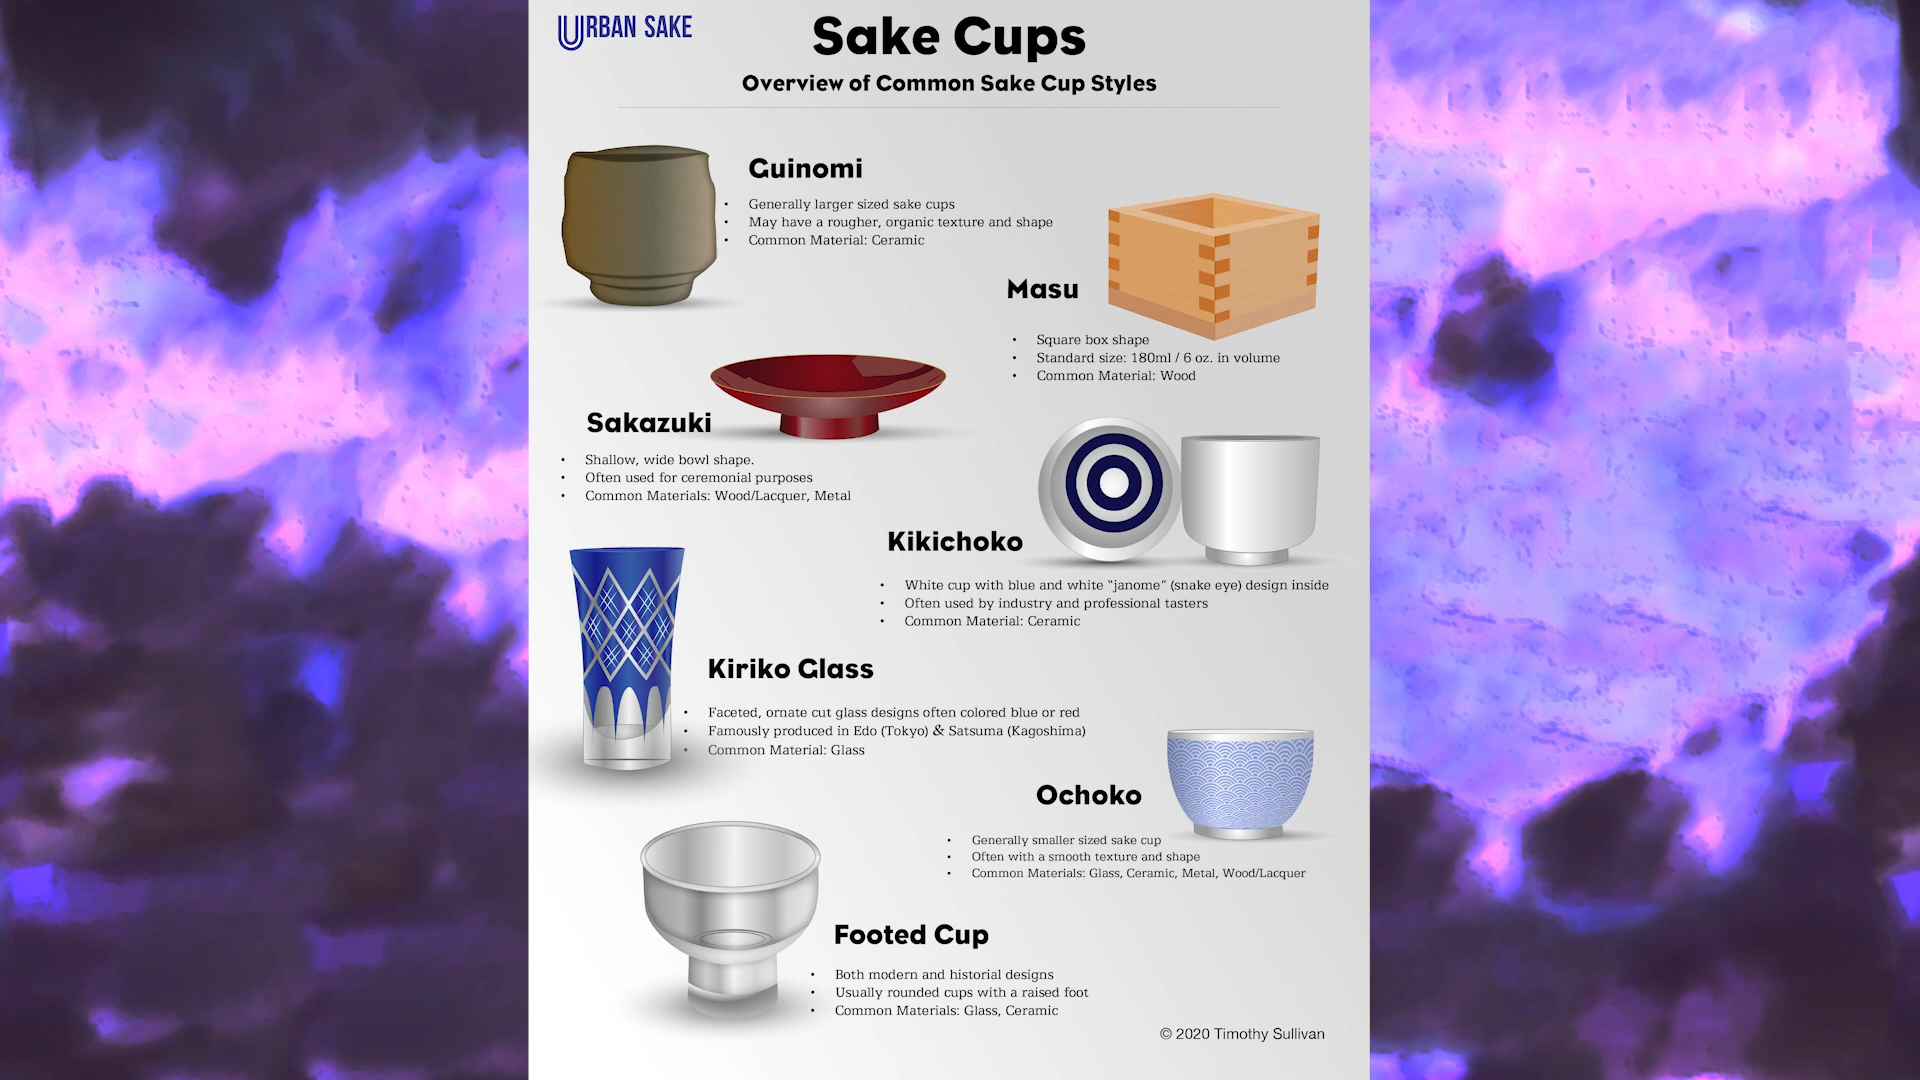 URBAN SAKE
Sake Cups
Overview of Common Sake Cup Styles
Guinomi
• Generally larger sized sake cups
• May have a rougher, organic texture and shape
• Common Material: Ceramic
Masu
• Square box shape
• Standard size: 180ml / 6 oz. in volume
• Common Material: Wood
Sakazuki
• Shallow, wide bowl shape.
• Often used for ceremonial purposes
• Common Materials: Wood/Lacquer, Metal
Kikichoko
• White cup with blue and white "janome" (snake eye) design inside
• Often used by industry and professional tasters
• Common Material: Ceramic
Kiriko Glass
• Faceted, ornate cut glass designs often colored blue or red
• Famously produced in Edo (Tokyo) & Satsuma (Kagoshima)
• Common Material: Glass
Ochoko
• Generally smaller sized sake cup
• Often with a smooth texture and shape
• Common Materials: Glass, Ceramic, Metal, Wood/Lacquer
Footed Cup
• Both modern and historial designs
• Usually rounded cups with a raised foot
• Common Materials: Glass, Ceramic
© 2020 Timothy Sullivan